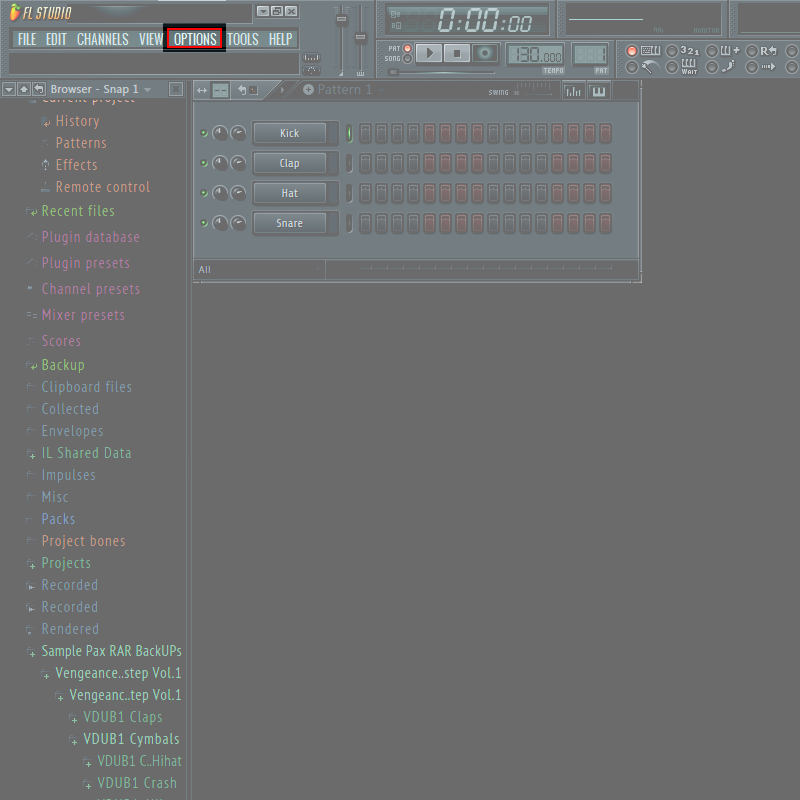 FL STUDIO
FILE EDIT CHANNELS VIEW OPTIONS TOOLS HELP
0:00:00
MONITOR
PAT
SONG
130.000
TEMPO
PAT
321
WAIT
Browser - Snap 1
Pattern 1
SWING
Current project
History
Patterns
Effects
Remote control
Recent files
Plugin database
Plugin presets
Channel presets
Mixer presets
Scores
Backup
Clipboard files
Collected
Envelopes
IL Shared Data
Impulses
Misc
Packs
Project bones
Projects
Recorded
Recorded
Rendered
Sample Pax RAR BackUPs
Vengeance..step Vol.1
Vengeanc..tep Vol.1
VDUB1 Claps
VDUB1 Cymbals
VDUB1 C..Hihat
VDUB1 Crash
Kick
Clap
Hat
Snare
All